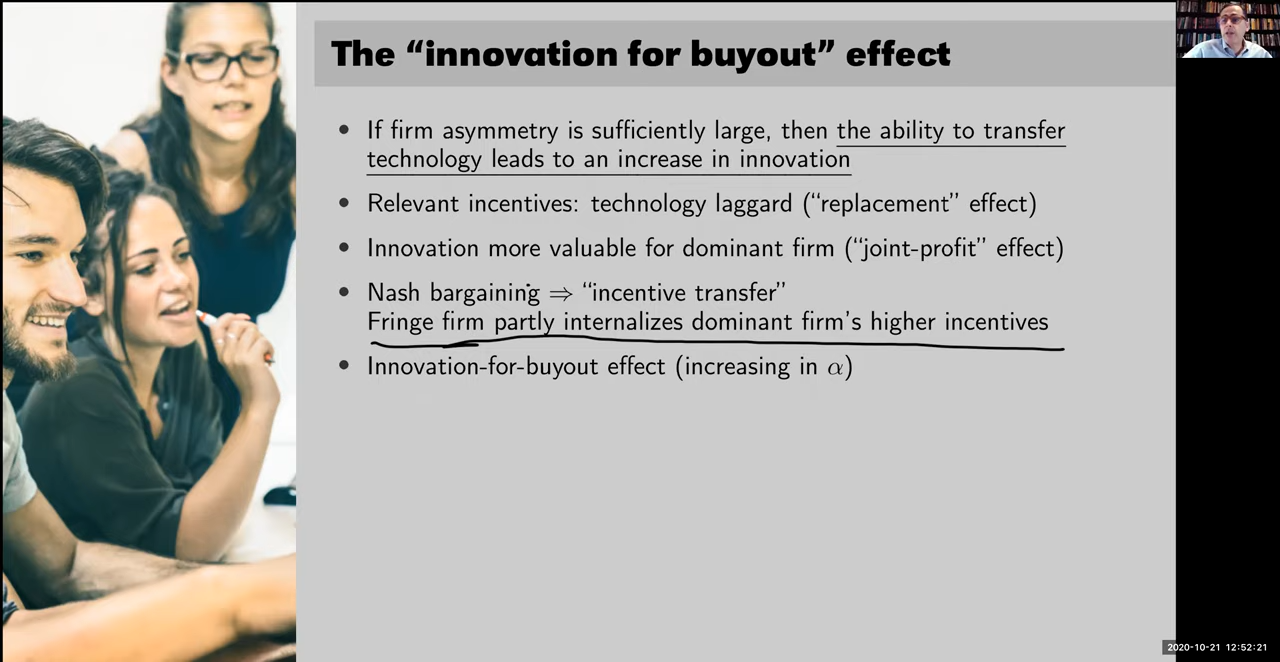 The “innovation for buyout” effect
• If firm asymmetry is sufficiently large, then the ability to transfer
technology leads to an increase in innovation
• Relevant incentives: technology laggard (“replacement” effect)
• Innovation more valuable for dominant firm (“joint-profit” effect)
• Nash bargaining ⇒ “incentive transfer”
Fringe firm partly internalizes dominant firm’s higher incentives
• Innovation-for-buyout effect (increasing in α)
2020-10-21 12:52:21